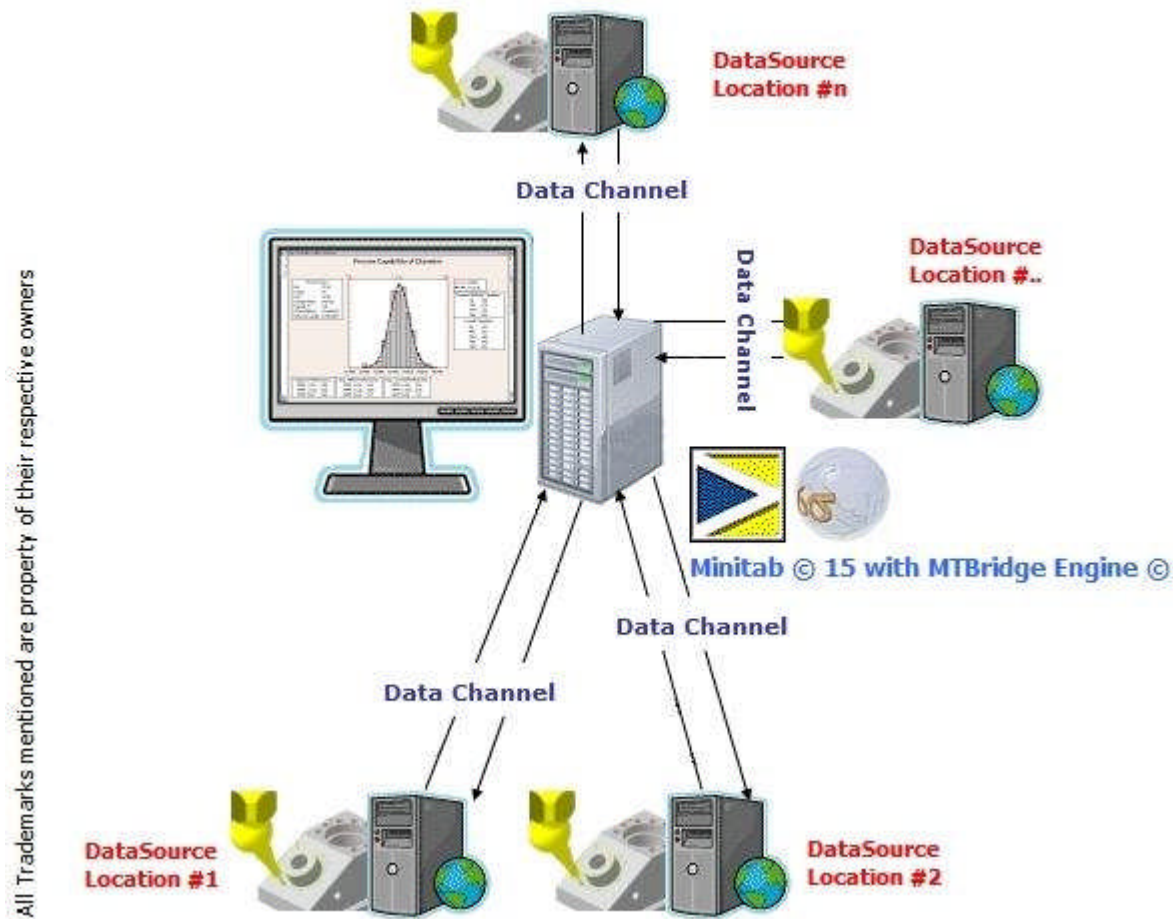 DataSource
Location #n
Data Channel
DataSource
Location #..
Data Channel
All Trademarks mentioned are property of their respective owners
Minitab © 15 with MTBridge Engine ©
Data Channel
Data Channel
DataSource
Location #1
DataSource
Location #2